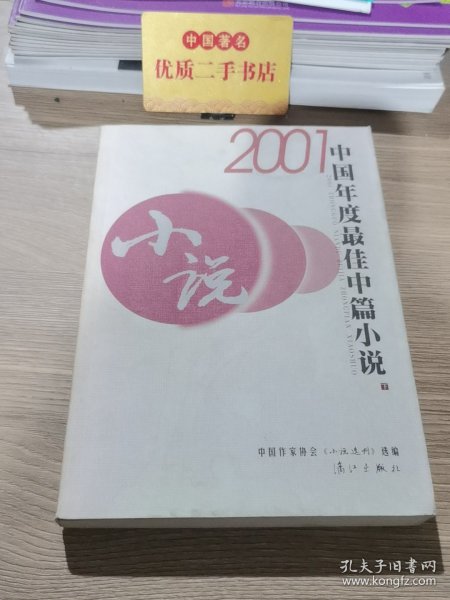 中国著名
优质二手书店
2001
中国年度最佳中篇小说
下
小说
中国作家协会《小说选刊》选编
漓江出版社
孔夫子旧书网
www.kongfz.com